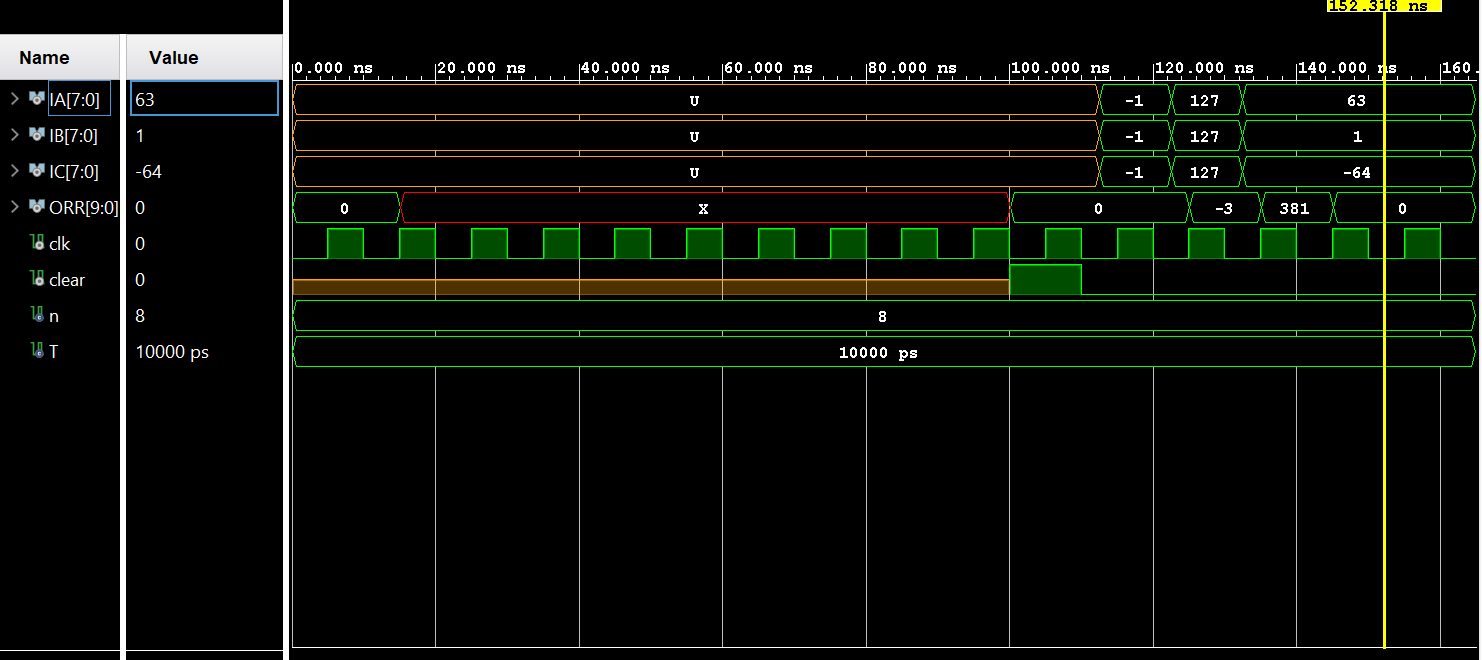 152.318 ns
Name Value
0.000 ns 20.000 ns 40.000 ns 60.000 ns 80.000 ns 100.000 ns 120.000 ns 140.000 ns 160.
IA[7:0] 63 U -1 127 63
IB[7:0] 1 U -1 127 1
IC[7:0] -64 U -1 127 -64
ORR[9:0] 0 0 X 0 -3 381 0
clk 0
clear 0
n 8 8
T 10000 ps 10000 ps